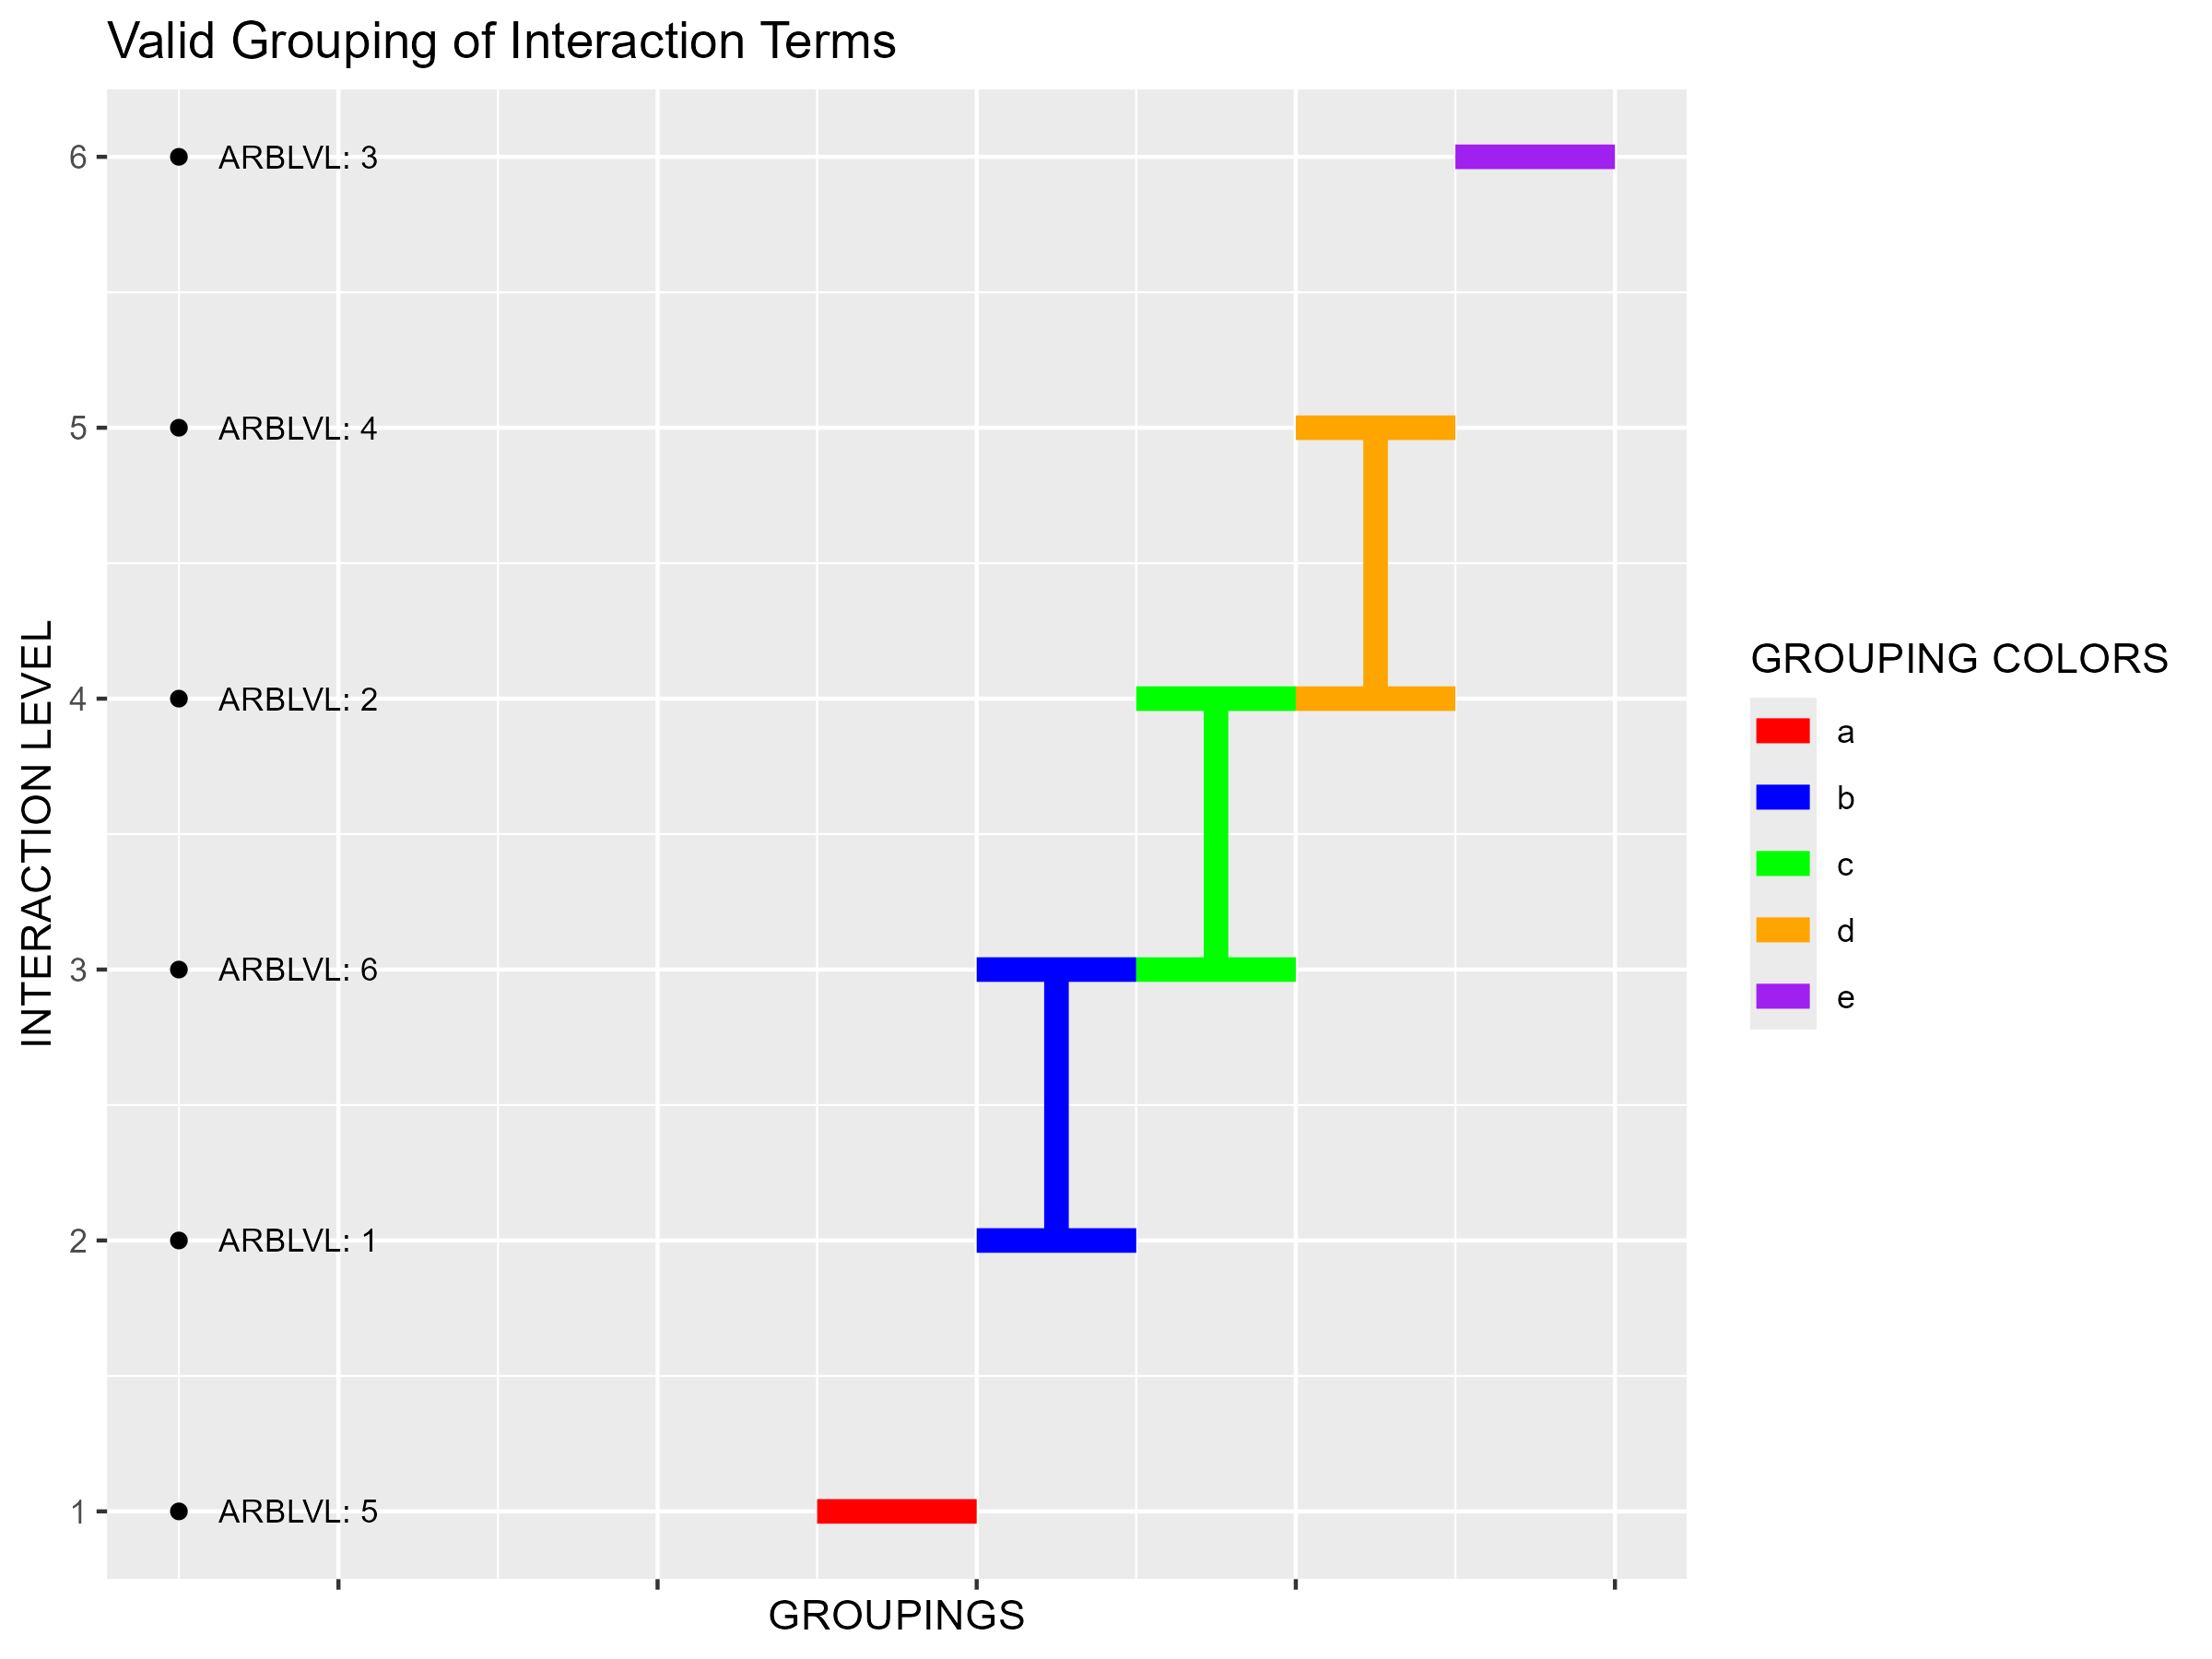 Valid Grouping of Interaction Terms
INTERACTION LEVEL
6
ARBLVL: 3
5
ARBLVL: 4
4
ARBLVL: 2
3
ARBLVL: 6
2
ARBLVL: 1
1
ARBLVL: 5
GROUPINGS
GROUPING COLORS
a
b
c
d
e